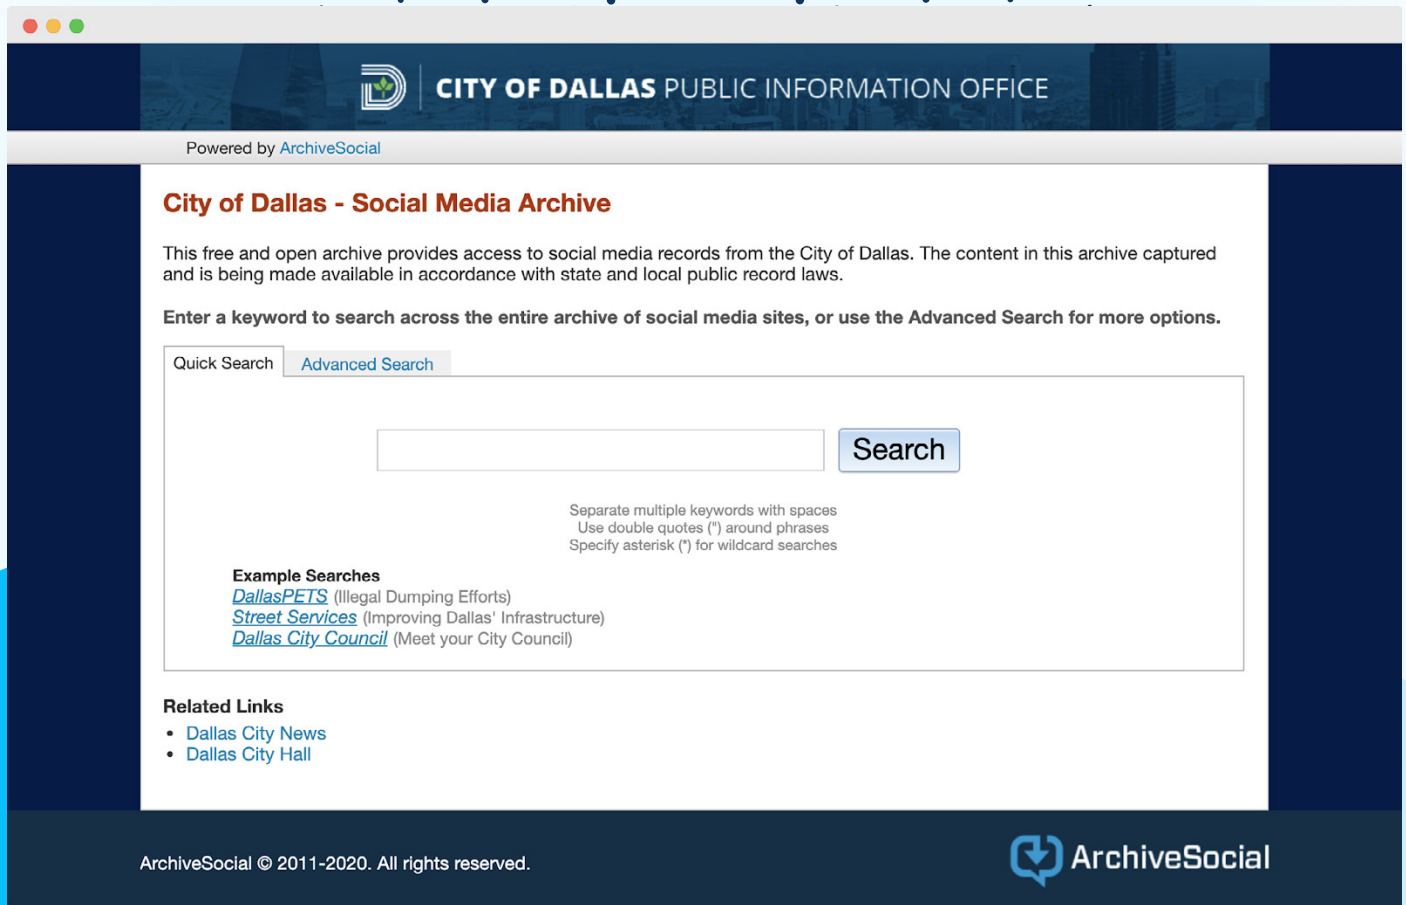 CITY OF DALLAS PUBLIC INFORMATION OFFICE
Powered by ArchiveSocial
City of Dallas - Social Media Archive
This free and open archive provides access to social media records from the City of Dallas. The content in this archive captured
and is being made available in accordance with state and local public record laws.
Enter a keyword to search across the entire archive of social media sites, or use the Advanced Search for more options.
Quick Search Advanced Search
Search
Separate multiple keywords with spaces
Use double quotes (") around phrases
Specify asterisk (*) for wildcard searches
Example Searches
DallasPETS (Illegal Dumping Efforts)
Street Services (Improving Dallas' Infrastructure)
Dallas City Council (Meet your City Council)
Related Links
• Dallas City News
• Dallas City Hall
ArchiveSocial © 2011-2020. All rights reserved.
ArchiveSocial